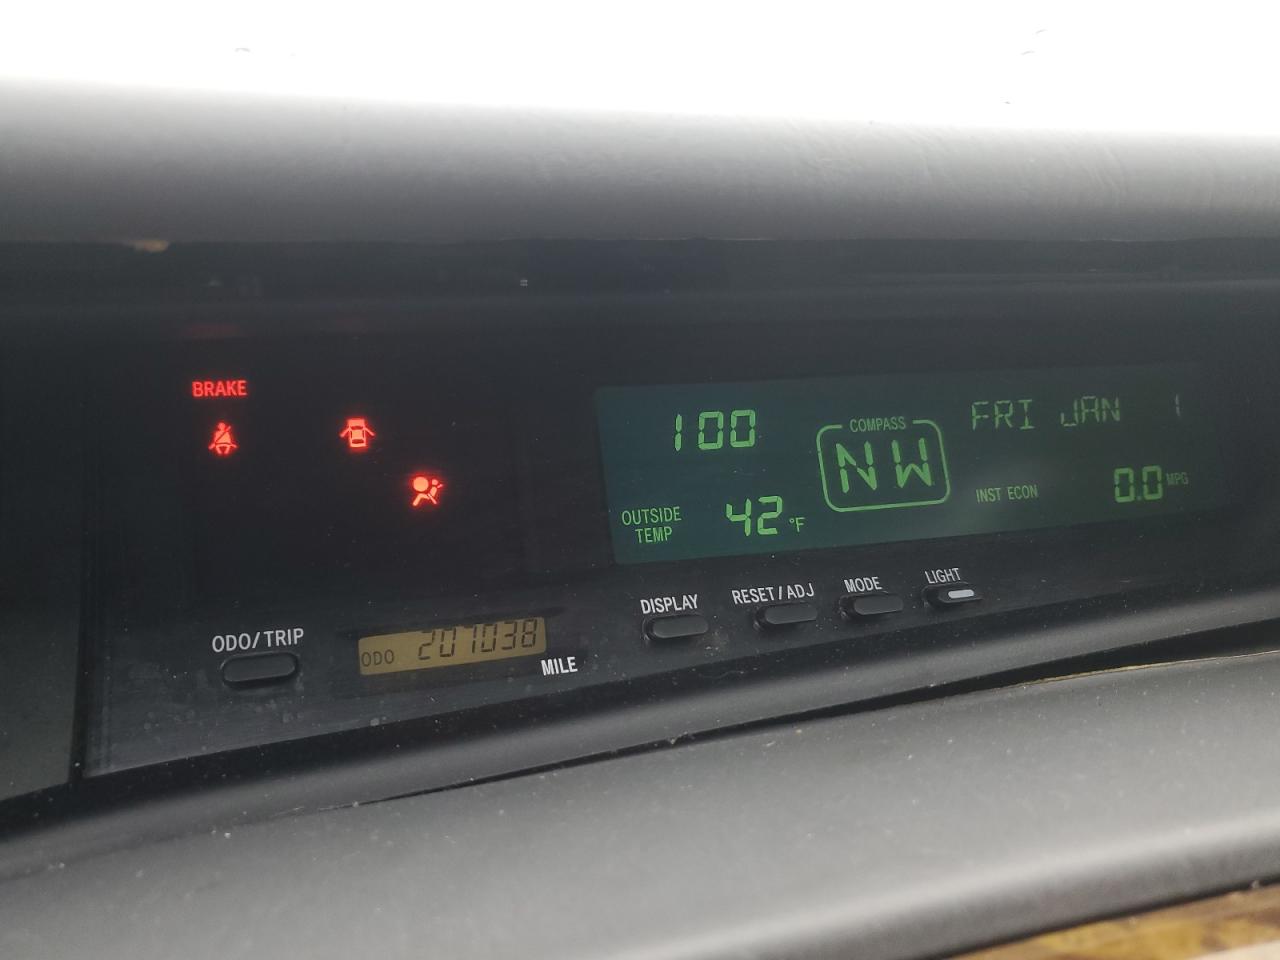 BRAKE
100
COMPASS
NW
FRI JAN 1
OUTSIDE
TEMP
42 °F
INST ECON
0.0 MPG
ODO/TRIP
ODO 207038
MILE
DISPLAY
RESET/ADJ
MODE
LIGHT